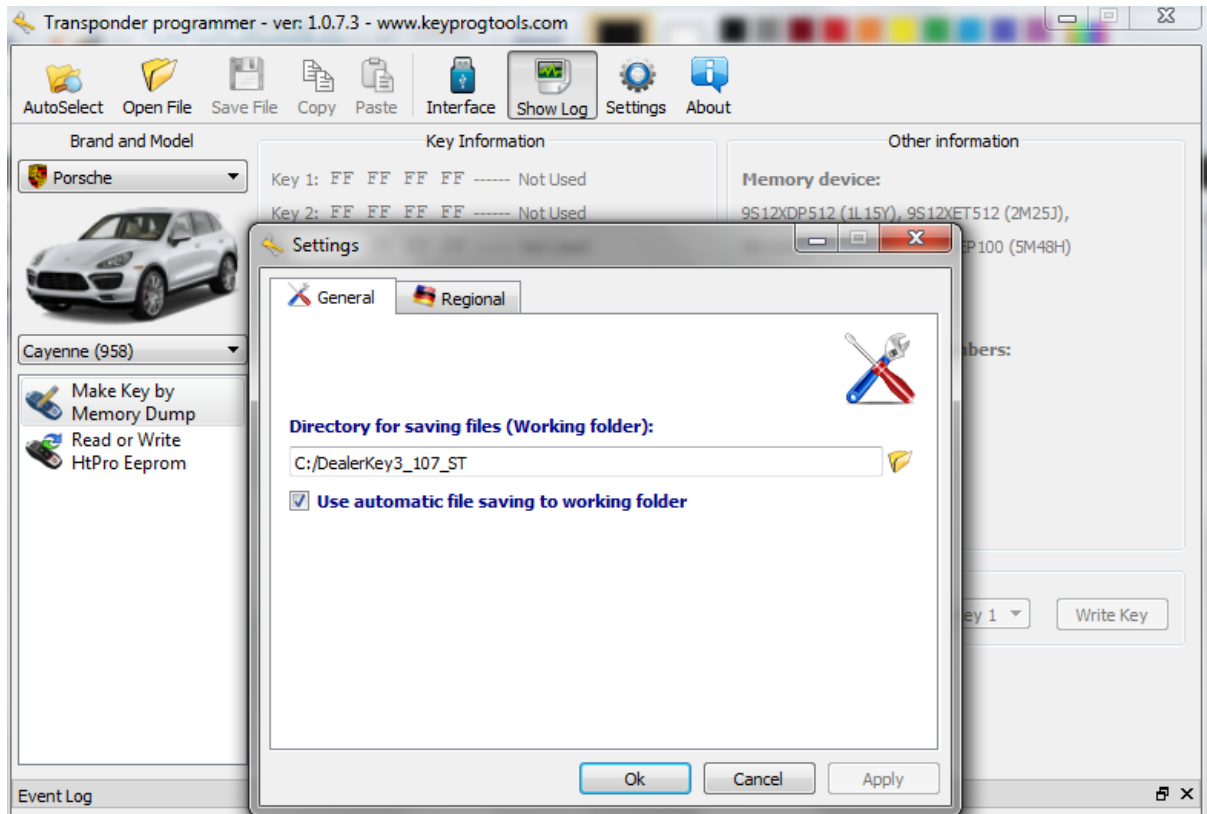 Transponder programmer - ver: 1.0.7.3 - www.keyprogtools.com
AutoSelect Open File Save File Copy Paste Interface Show Log Settings About
Brand and Model
Key Information
Other information
Porsche
Key 1: FF FF FF FF ------ Not Used
Memory device:
Key 2: FF FF FF FF ------ Not Used
9S12XDP512 (1L15Y), 9S12XET512 (2M25J),
EP100 (5M48H)
Settings
General
Regional
Cayenne (958)
bers:
Make Key by
Memory Dump
Read or Write
HtPro Eeprom
Directory for saving files (Working folder):
C:/DealerKey3_107_ST
Use automatic file saving to working folder
ey 1
Write Key
Ok
Cancel
Apply
Event Log